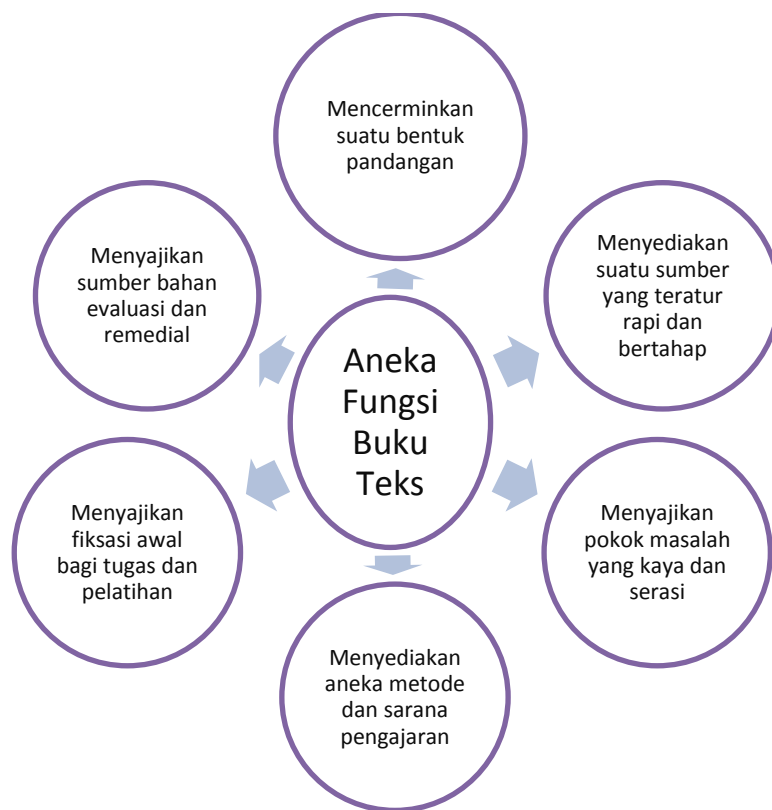 Mencerminkan
suatu bentuk
pandangan
Menyediakan
suatu sumber
yang teratur
rapi dan
bertahap
Menyajikan
pokok masalah
yang kaya dan
serasi
Menyediakan
aneka metode
dan sarana
pengajaran
Menyajikan
fiksasi awal
bagi tugas dan
pelatihan
Menyajikan
sumber bahan
evaluasi dan
remedial
Aneka
Fungsi
Buku
Teks